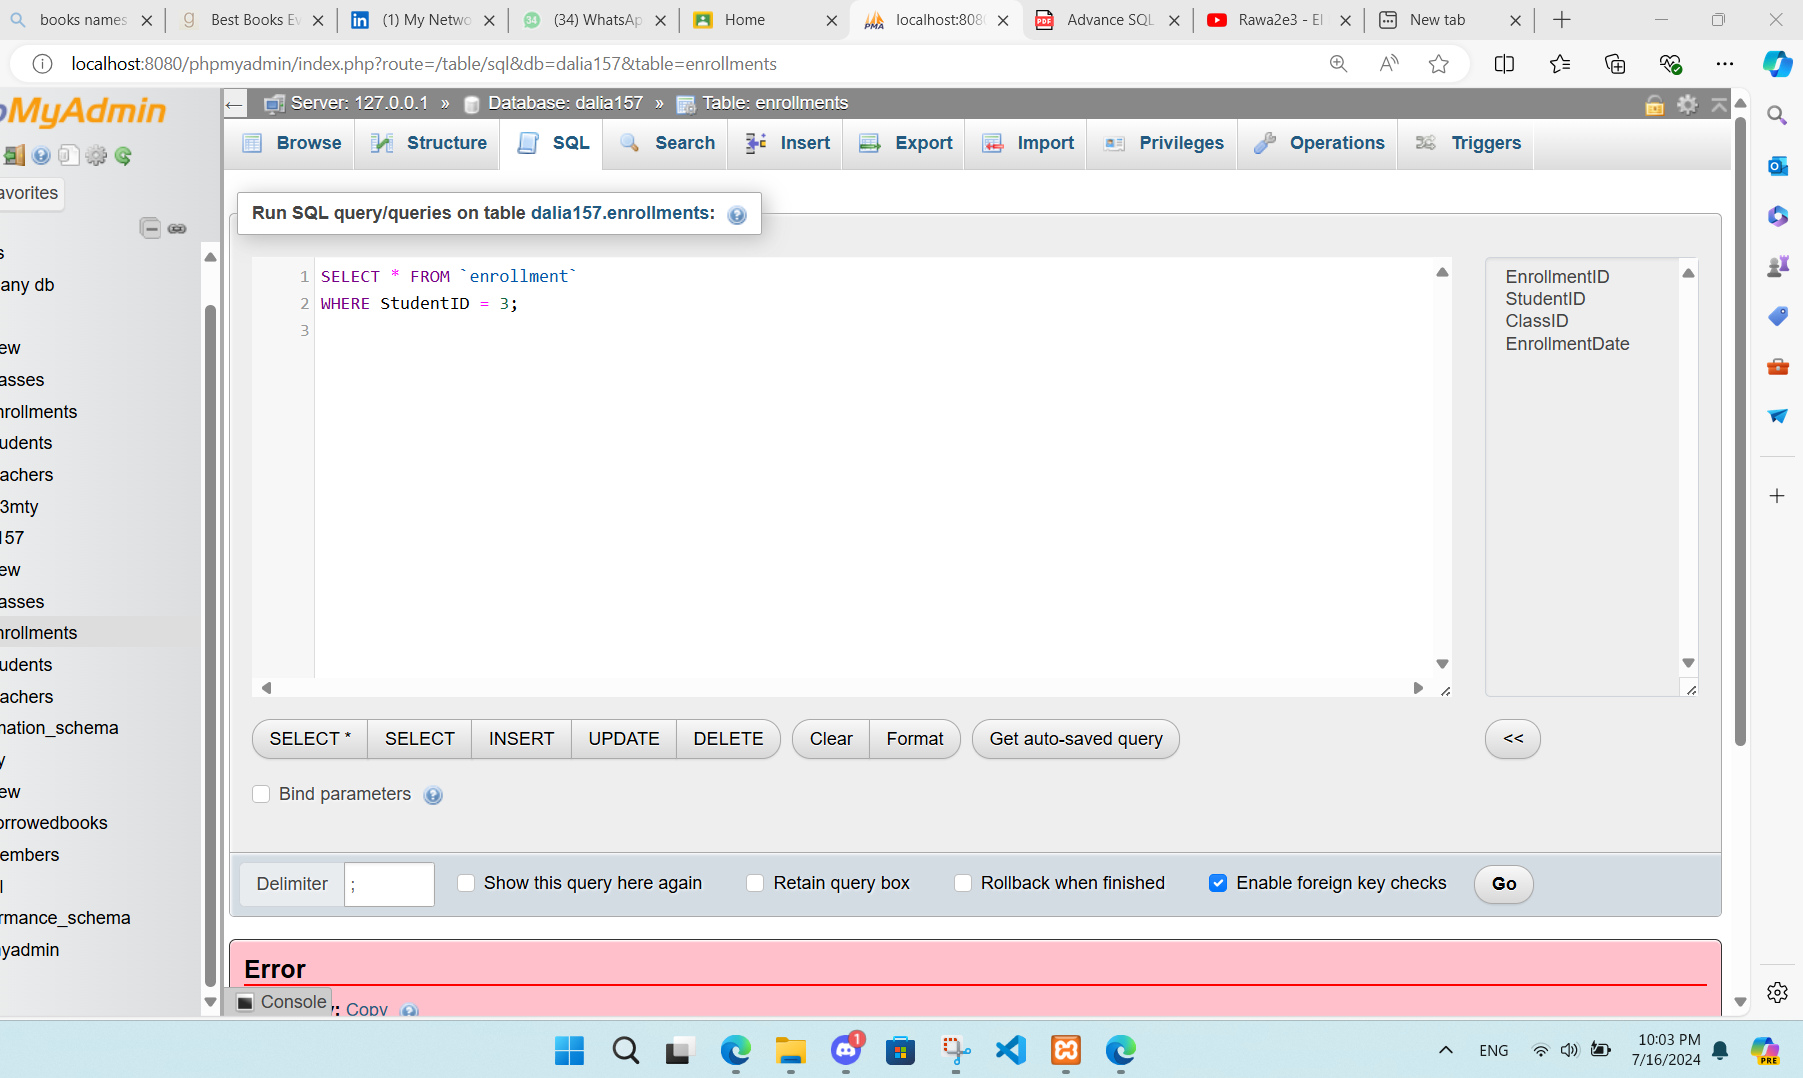 books names
Best Books Ev
(1) My Netwo
(34) WhatsAp
Home
localhost:808
Advance SQL
Rawa2e3 - El
New tab
localhost:8080/phpmyadmin/index.php?route=/table/sql&db=dalia157&table=enrollments
MyAdmin
Server: 127.0.0.1 » Database: dalia157 » Table: enrollments
Browse
Structure
SQL
Search
Insert
Export
Import
Privileges
Operations
Triggers
avorites
Run SQL query/queries on table dalia157.enrollments:
1 SELECT * FROM `enrollment`
2 WHERE StudentID = 3;
3
EnrollmentID
StudentID
ClassID
EnrollmentDate
s
any db
ew
asses
nrollments
udents
achers
3mty
157
ew
asses
nrollments
udents
achers
mation_schema
y
ew
orrowedbooks
embers
l
rmance_schema
yadmin
SELECT *
SELECT
INSERT
UPDATE
DELETE
Clear
Format
Get auto-saved query
<<
Bind parameters
Delimiter ;
Show this query here again
Retain query box
Rollback when finished
Enable foreign key checks
Go
Error
Console
y: Copy
1
ENG
10:03 PM
7/16/2024
PRE